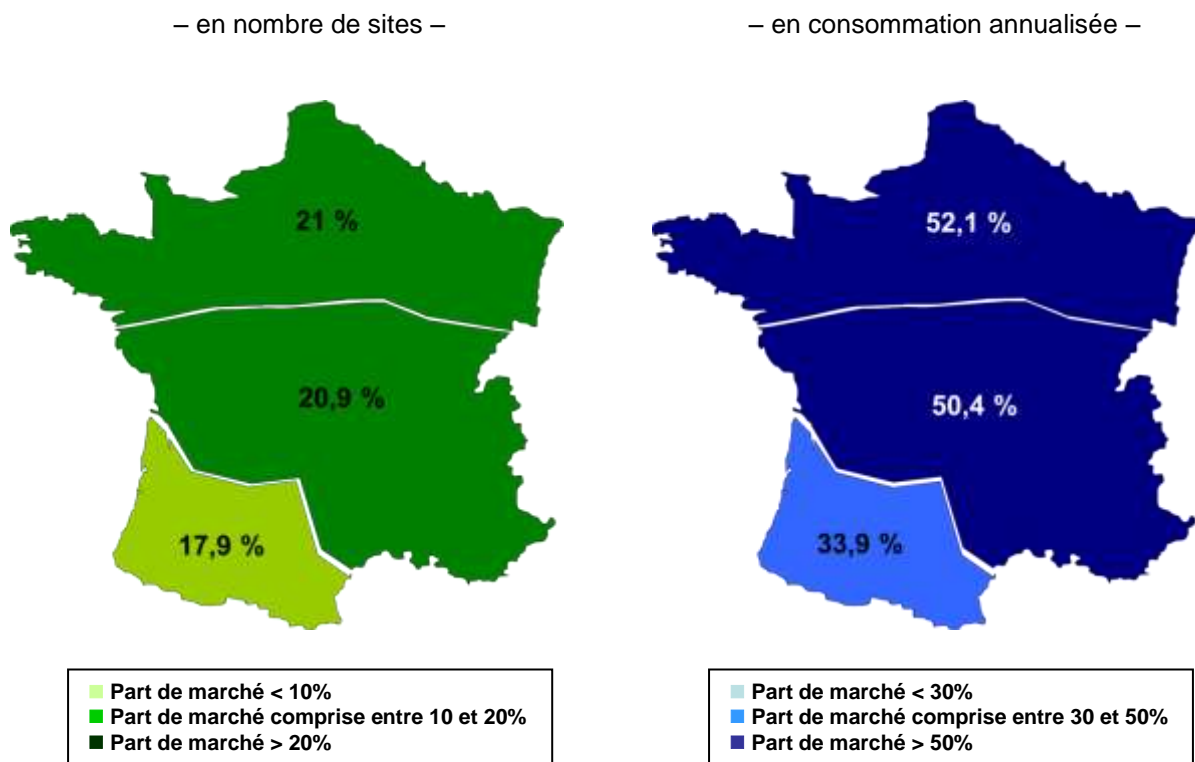 – en nombre de sites –
– en consommation annualisée –
21 %
20,9 %
17,9 %
52,1 %
50,4 %
33,9 %
Part de marché < 10%
Part de marché comprise entre 10 et 20%
Part de marché > 20%
Part de marché < 30%
Part de marché comprise entre 30 et 50%
Part de marché > 50%